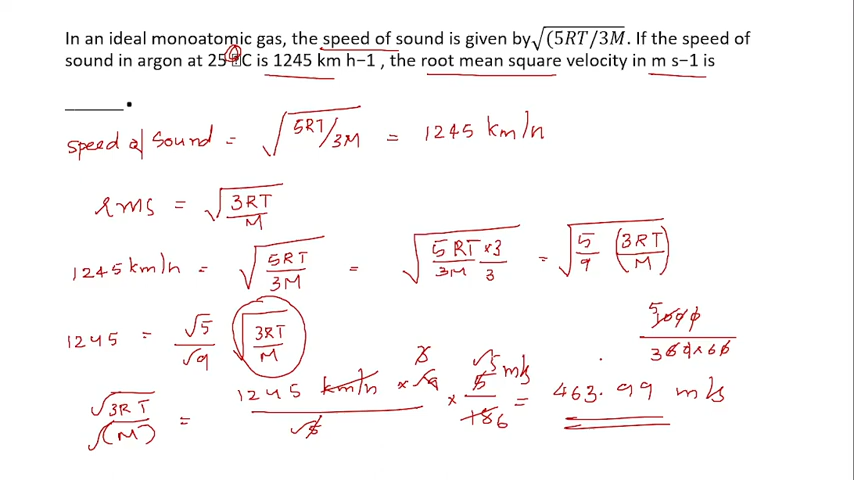 In an ideal monoatomic gas, the speed of sound is given by √(5RT/3M. If the speed of
sound in argon at 25 °C is 1245 km h−1 , the root mean square velocity in m s−1 is
______.
speed of sound = √5RT/3M = 1245 km/h
rms = √3RT/M
1245 km/h = √5RT/3M = √5RT/3M × 3/3 = √5/9 (3RT/M)
1245 = √5/√9 √3RT/M
√3RT/√(M) = 1245 km/h × √9 3/√5 × √5 5/18 6 m/s = 463.99 m/s